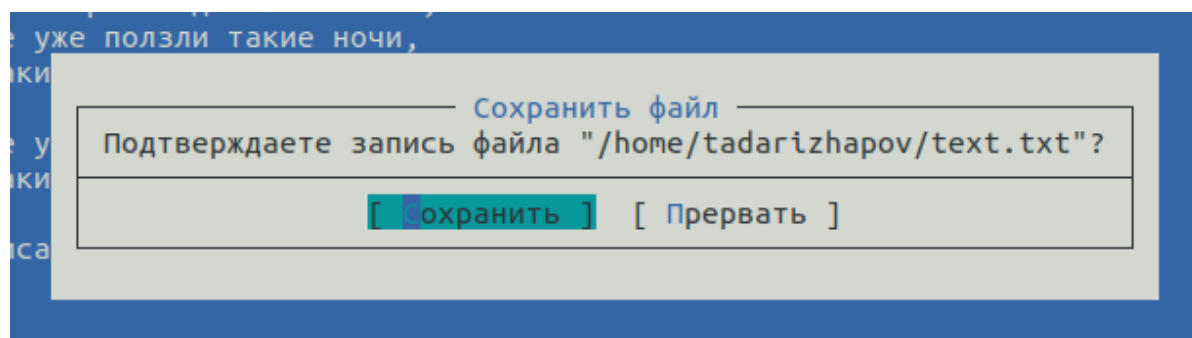 уже ползли такие ночи,
Сохранить файл
Подтверждаете запись файла "/home/tadarizhapov/text.txt"?
[ Сохранить ] [ Прервать ]